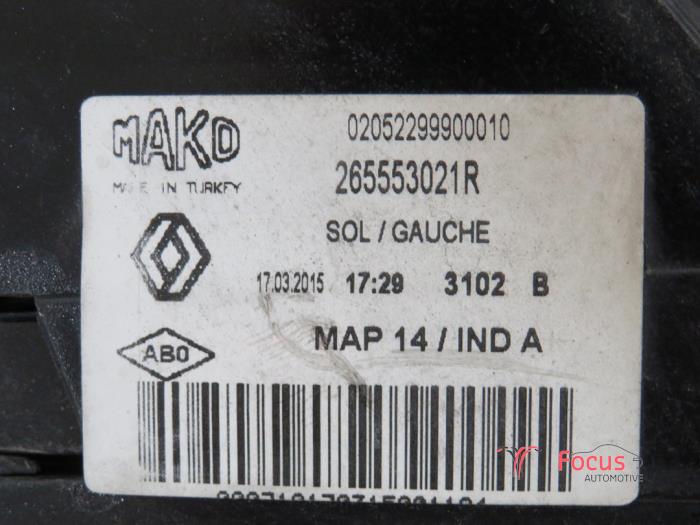 MAKO
MADE IN TURKEY
02052299900010
265553021R
SOL / GAUCHE
17.03.2015 17:29 3102 B
MAP 14 / IND A
ABO
Focus
AUTOMOTIVE